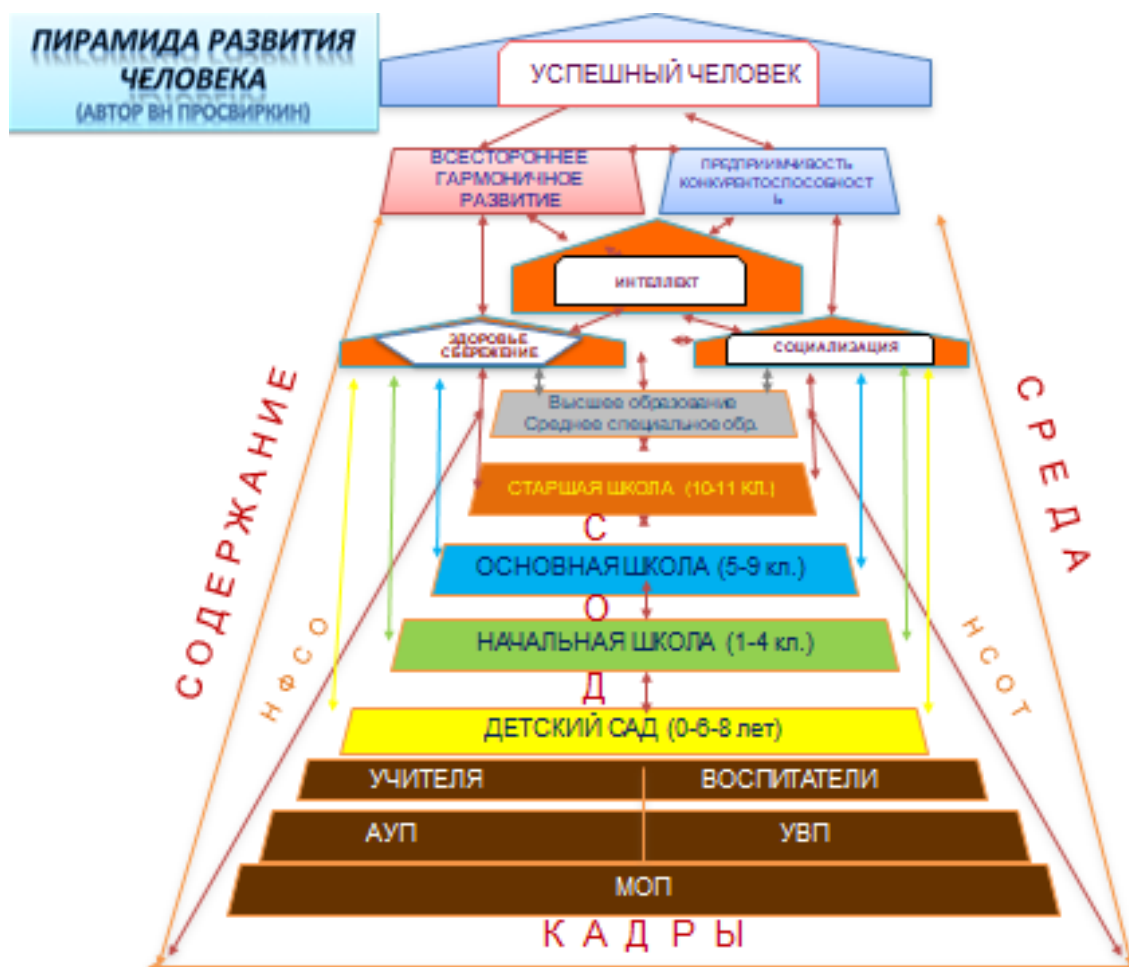 ПИРАМИДА РАЗВИТИЯ
ЧЕЛОВЕКА
(АВТОР ВН ПРОСВИРКИН)
УСПЕШНЫЙ ЧЕЛОВЕК
ВСЕСТОРОННЕЕ
ГАРМОНИЧНОЕ
РАЗВИТИЕ
ПРЕДПРИИМЧИВОСТЬ
КОНКУРЕНТОСПОСОБНОСТ
Ь
ИНТЕЛЛЕКТ
ЗДОРОВЬЕ
СБЕРЕЖЕНИЕ
СОЦИАЛИЗАЦИЯ
Высшее образование
Среднее специальное обр.
СОДЕРЖАНИЕ
СРЕДА
СТАРШАЯ ШКОЛА (10-11 КЛ.)
С
ОСНОВНАЯ ШКОЛА (5-9 кл.)
О
НАЧАЛЬНАЯ ШКОЛА (1-4 кл.)
НФСО
НСОТ
Д
ДЕТСКИЙ САД (0-6-8 лет)
УЧИТЕЛЯ
ВОСПИТАТЕЛИ
АУП
УВП
МОП
КАДРЫ